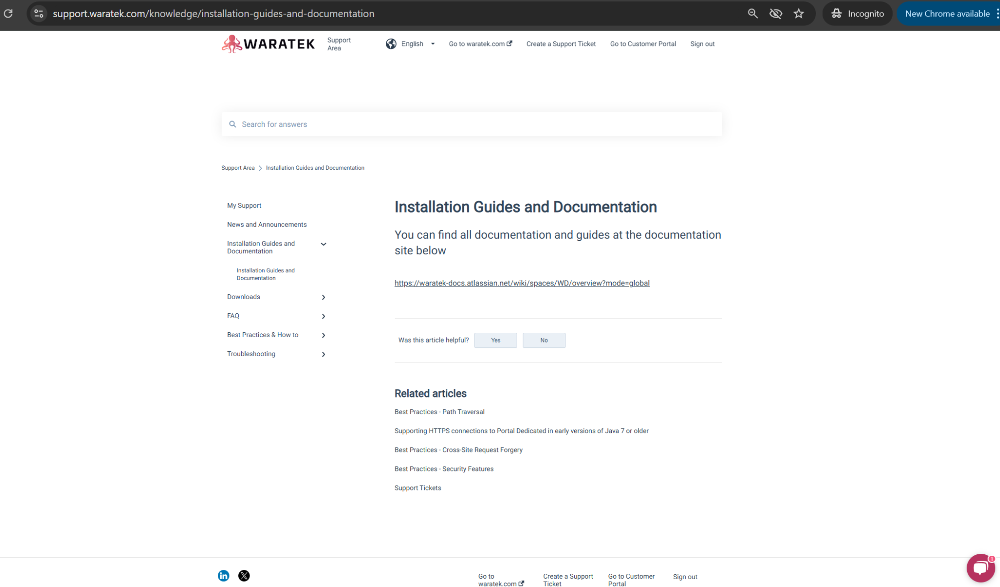 support.waratek.com/knowledge/installation-guides-and-documentation
Incognito
New Chrome available
WARATEK
Support
Area
English
Go to waratek.com
Create a Support Ticket
Go to Customer Portal
Sign out
Search for answers
Support Area
Installation Guides and Documentation
My Support
News and Announcements
Installation Guides and
Documentation
Installation Guides and
Documentation
Downloads
FAQ
Best Practices & How to
Troubleshooting
Installation Guides and Documentation
You can find all documentation and guides at the documentation
site below
https://waratek-docs.atlassian.net/wiki/spaces/WD/overview?mode=global
Was this article helpful?
Yes
No
Related articles
Best Practices - Path Traversal
Supporting HTTPS connections to Portal Dedicated in early versions of Java 7 or older
Best Practices - Cross-Site Request Forgery
Best Practices - Security Features
Support Tickets
in
X
Go to
waratek.com
Create a Support
Ticket
Go to Customer
Portal
Sign out
1